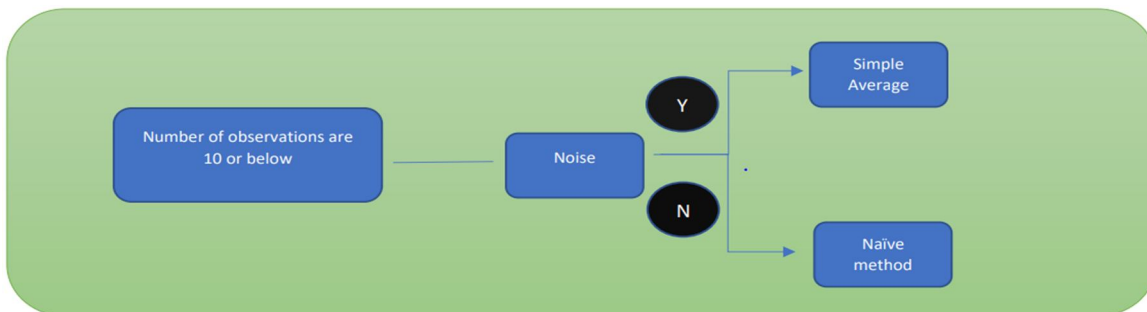 Number of observations are
10 or below
Noise
Y
N
Simple
Average
Naïve
method